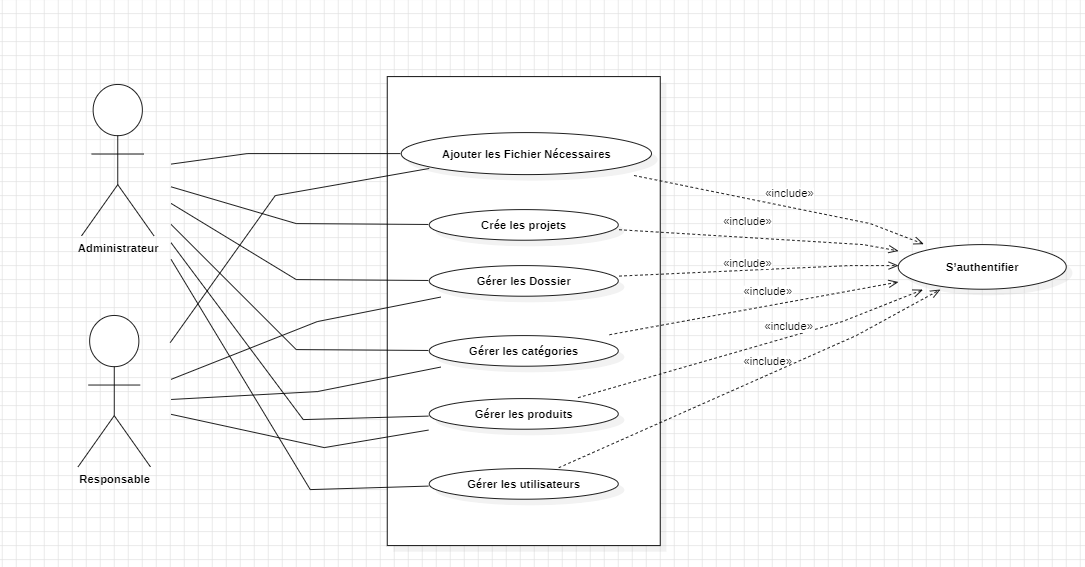 Ajouter les Fichier Nécessaires
«include»
«include»
Crée les projets
Administrateur
«include»
S'authentifier
Gérer les Dossier
«include»
«include»
Gérer les catégories
«include»
Gérer les produits
Responsable
Gérer les utilisateurs